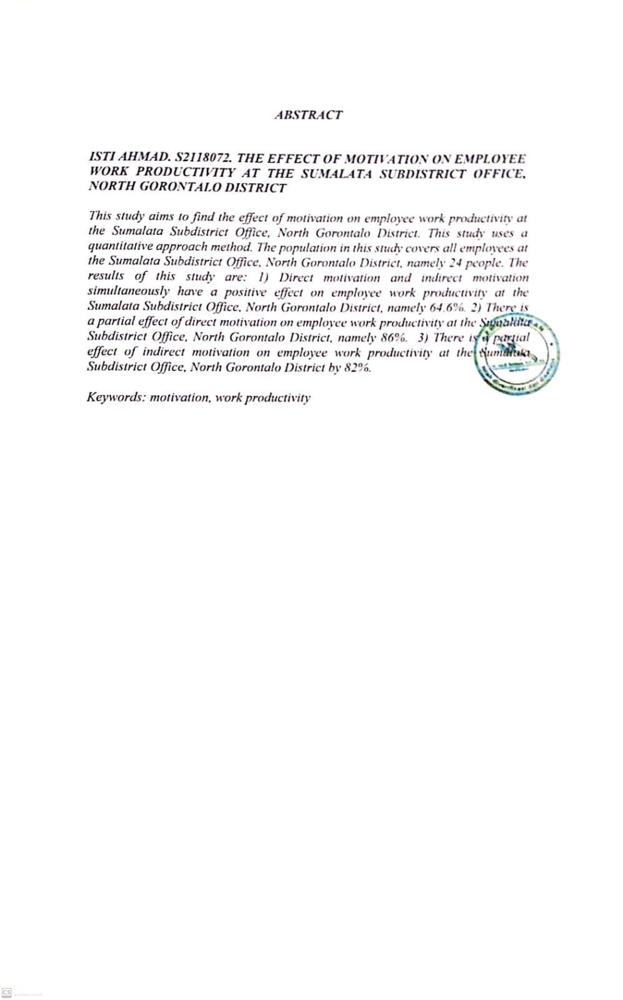 ABSTRACT
ISTI AHMAD. S2118072. THE EFFECT OF MOTIVATION ON EMPLOYEE
WORK PRODUCTIVITY AT THE SUMALATA SUBDISTRICT OFFICE,
NORTH GORONTALO DISTRICT
This study aims to find the effect of motivation on employee work productivity at
the Sumalata Subdistrict Office, North Gorontalo District. This study uses a
quantitative approach method. The population in this study covers all employees at
the Sumalata Subdistrict Office, North Gorontalo District, namely 24 people. The
results of this study are: 1) Direct motivation and indirect motivation
simultaneously have a positive effect on employee work productivity at the
Sumalata Subdistrict Office, North Gorontalo District, namely 64.6%. 2) There is
a partial effect of direct motivation on employee work productivity at the Sumalata
Subdistrict Office, North Gorontalo District, namely 86%. 3) There is a partial
effect of indirect motivation on employee work productivity at the Sumalata
Subdistrict Office, North Gorontalo District by 82%.
Keywords: motivation, work productivity
CS